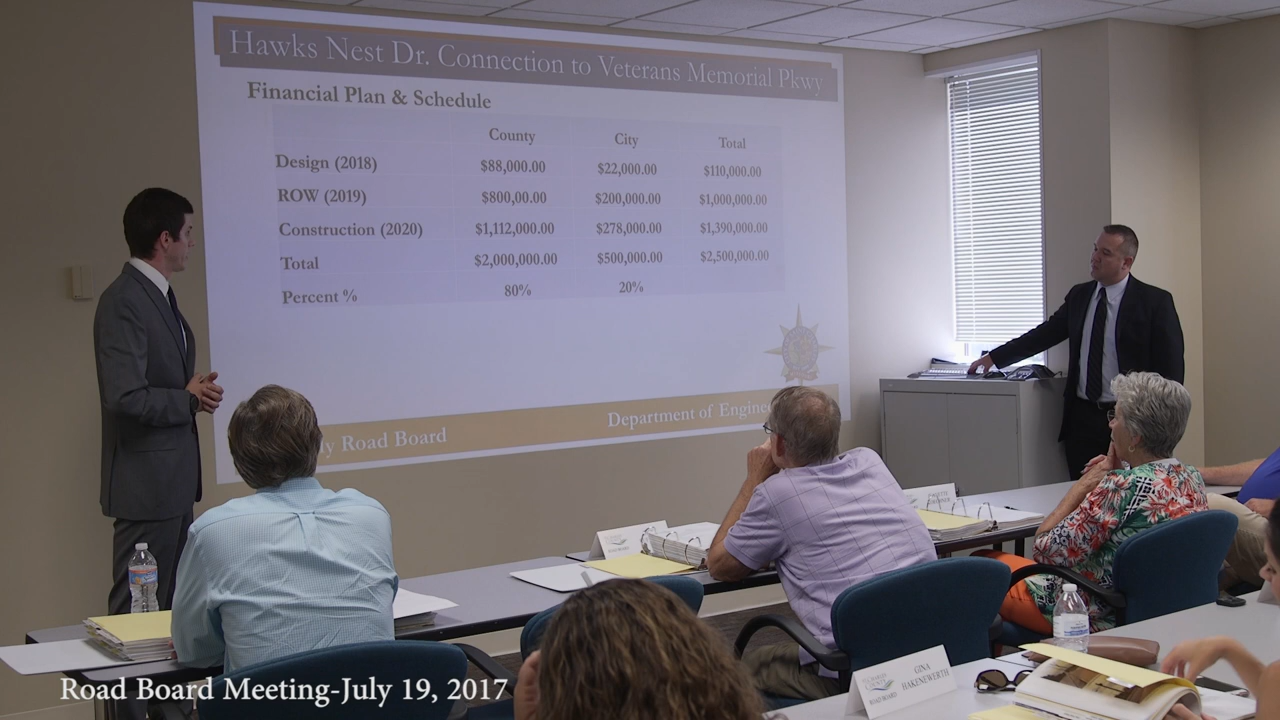 Hawks Nest Dr. Connection to Veterans Memorial Pkwy
Financial Plan & Schedule
County City Total
Design (2018) $88,000.00 $22,000.00 $110,000.00
ROW (2019) $800,00.00 $200,000.00 $1,000,000.00
Construction (2020) $1,112,000.00 $278,000.00 $1,390,000.00
Total $2,000,000.00 $500,000.00 $2,500,000.00
Percent % 80% 20%
Department of
Road Board
GINA
HAKENEWERTH
ROAD BOARD
Road Board Meeting-July 19, 2017